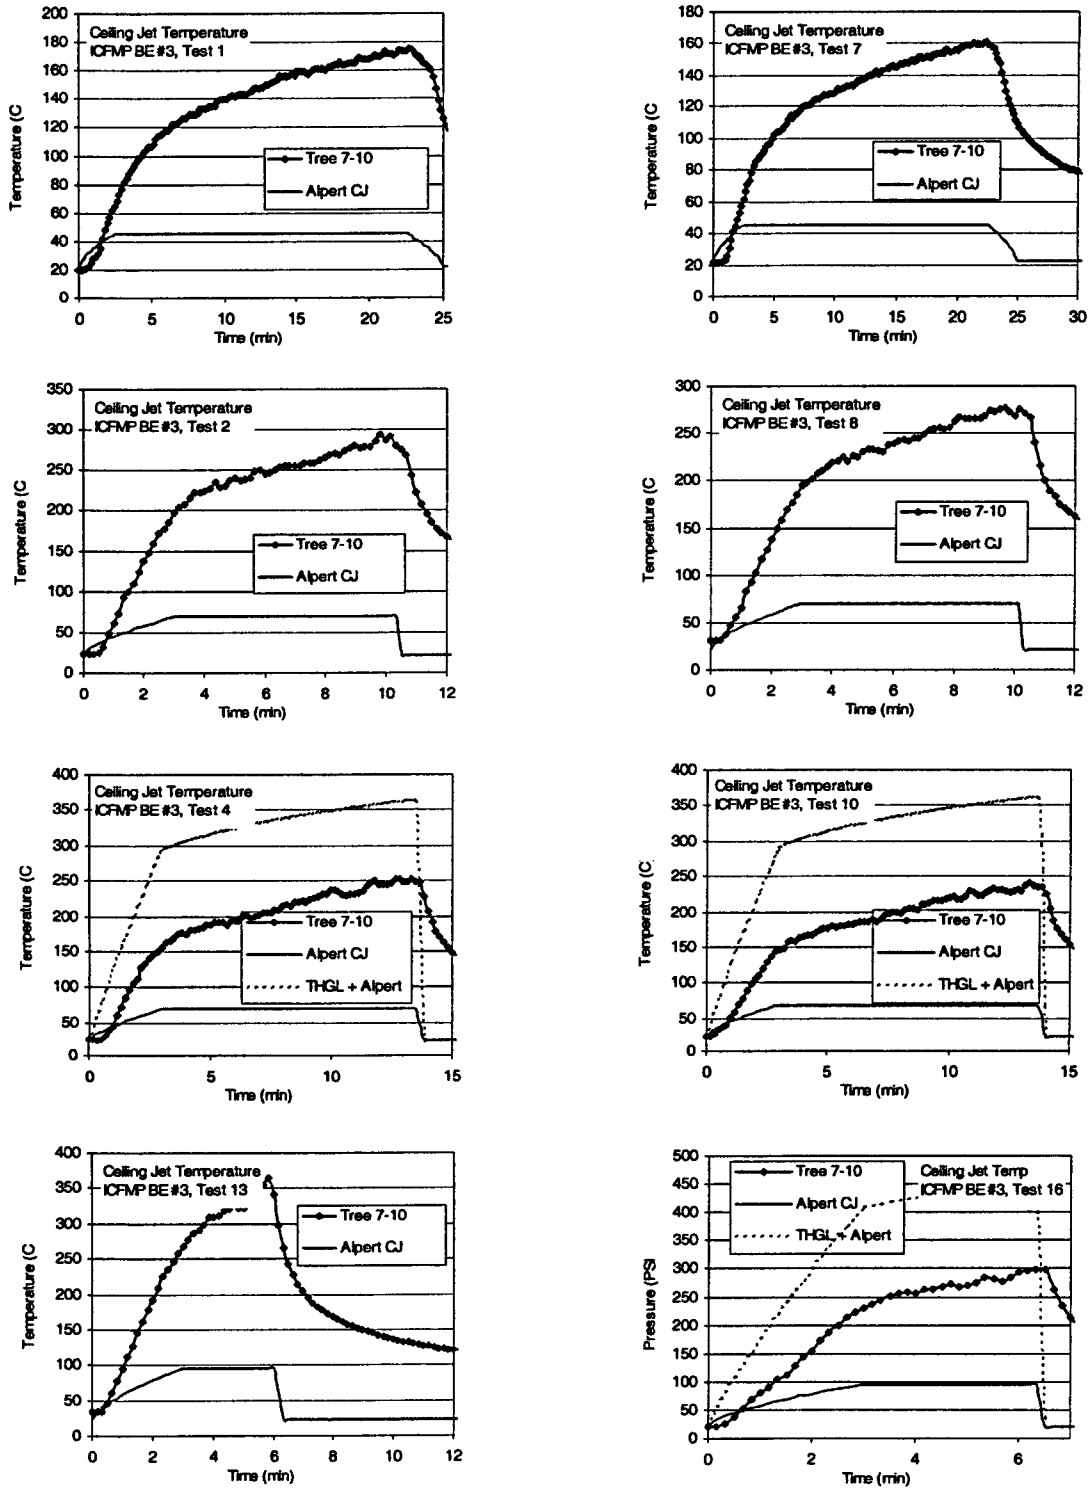 Ceiling Jet Temperature
ICFMP BE #3, Test 1
Temperature (C
200
180
160
140
120
100
80
60
40
20
0
Tree 7-10
Alpert CJ
0 5 10 15 20 25
Time (min)
Ceiling Jet Temperature
ICFMP BE #3, Test 7
Temperature (C
180
160
140
120
100
80
60
40
20
0
Tree 7-10
Alpert CJ
0 5 10 15 20 25 30
Time (min)
Ceiling Jet Temperature
ICFMP BE #3, Test 2
Temperature (C
350
300
250
200
150
100
50
0
Tree 7-10
Alpert CJ
0 2 4 6 8 10 12
Time (min)
Ceiling Jet Temperature
ICFMP BE #3, Test 8
Temperature (C
300
250
200
150
100
50
0
Tree 7-10
Alpert CJ
0 2 4 6 8 10 12
Time (min)
Ceiling Jet Temperature
ICFMP BE #3, Test 4
Temperature (C
400
350
300
250
200
150
100
50
0
Tree 7-10
Alpert CJ
THGL + Alpert
0 5 10 15
Time (min)
Ceiling Jet Temperature
ICFMP BE #3, Test 10
Temperature (C
400
350
300
250
200
150
100
50
0
Tree 7-10
Alpert CJ
THGL + Alpert
0 5 10 15
Time (min)
Ceiling Jet Temperature
ICFMP BE #3, Test 13
Temperature (C
400
350
300
250
200
150
100
50
0
Tree 7-10
Alpert CJ
0 2 4 6 8 10 12
Time (min)
Ceiling Jet Temp
ICFMP BE #3, Test 16
Pressure (PSI
500
450
400
350
300
250
200
150
100
50
0
Tree 7-10
Alpert CJ
THGL + Alpert
0 2 4 6
Time (min)